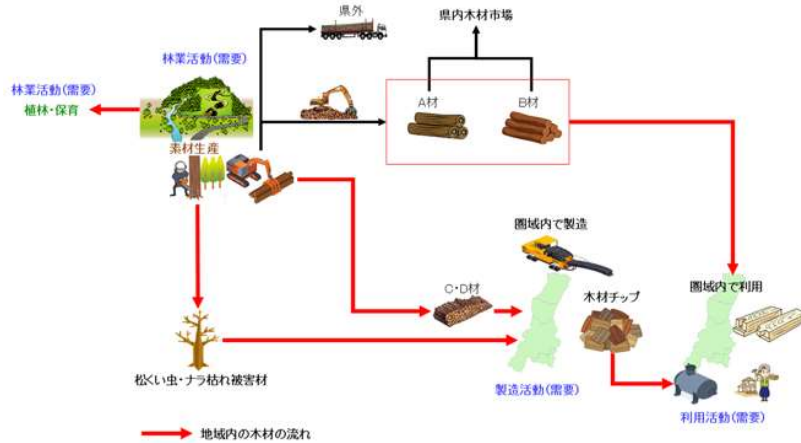 県外
県内木材市場
林業活動(需要)
林業活動(需要)
植林・保育
A材
B材
素材生産
圏域内で製造
C・D材
木材チップ
圏域内で利用
松くい虫・ナラ枯れ被害材
製造活動(需要)
利用活動(需要)
地域内の木材の流れ